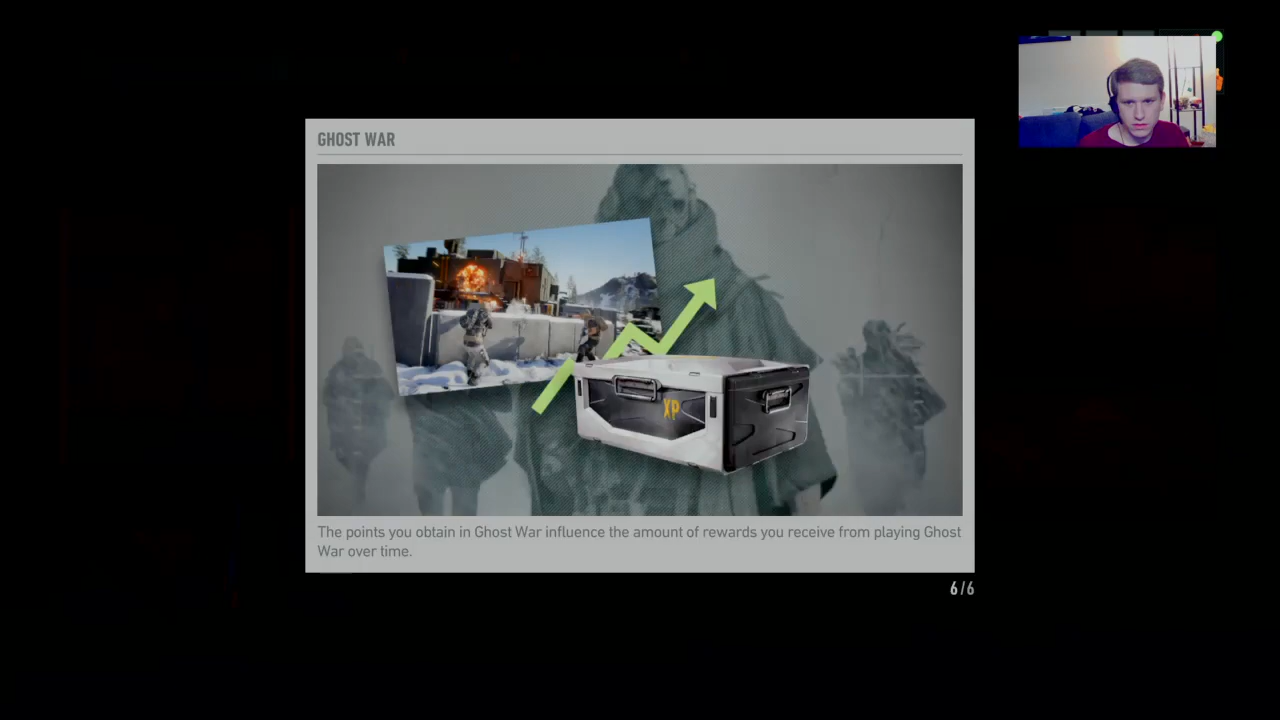 GHOST WAR
XP
The points you obtain in Ghost War influence the amount of rewards you receive from playing Ghost
War over time.
6/6